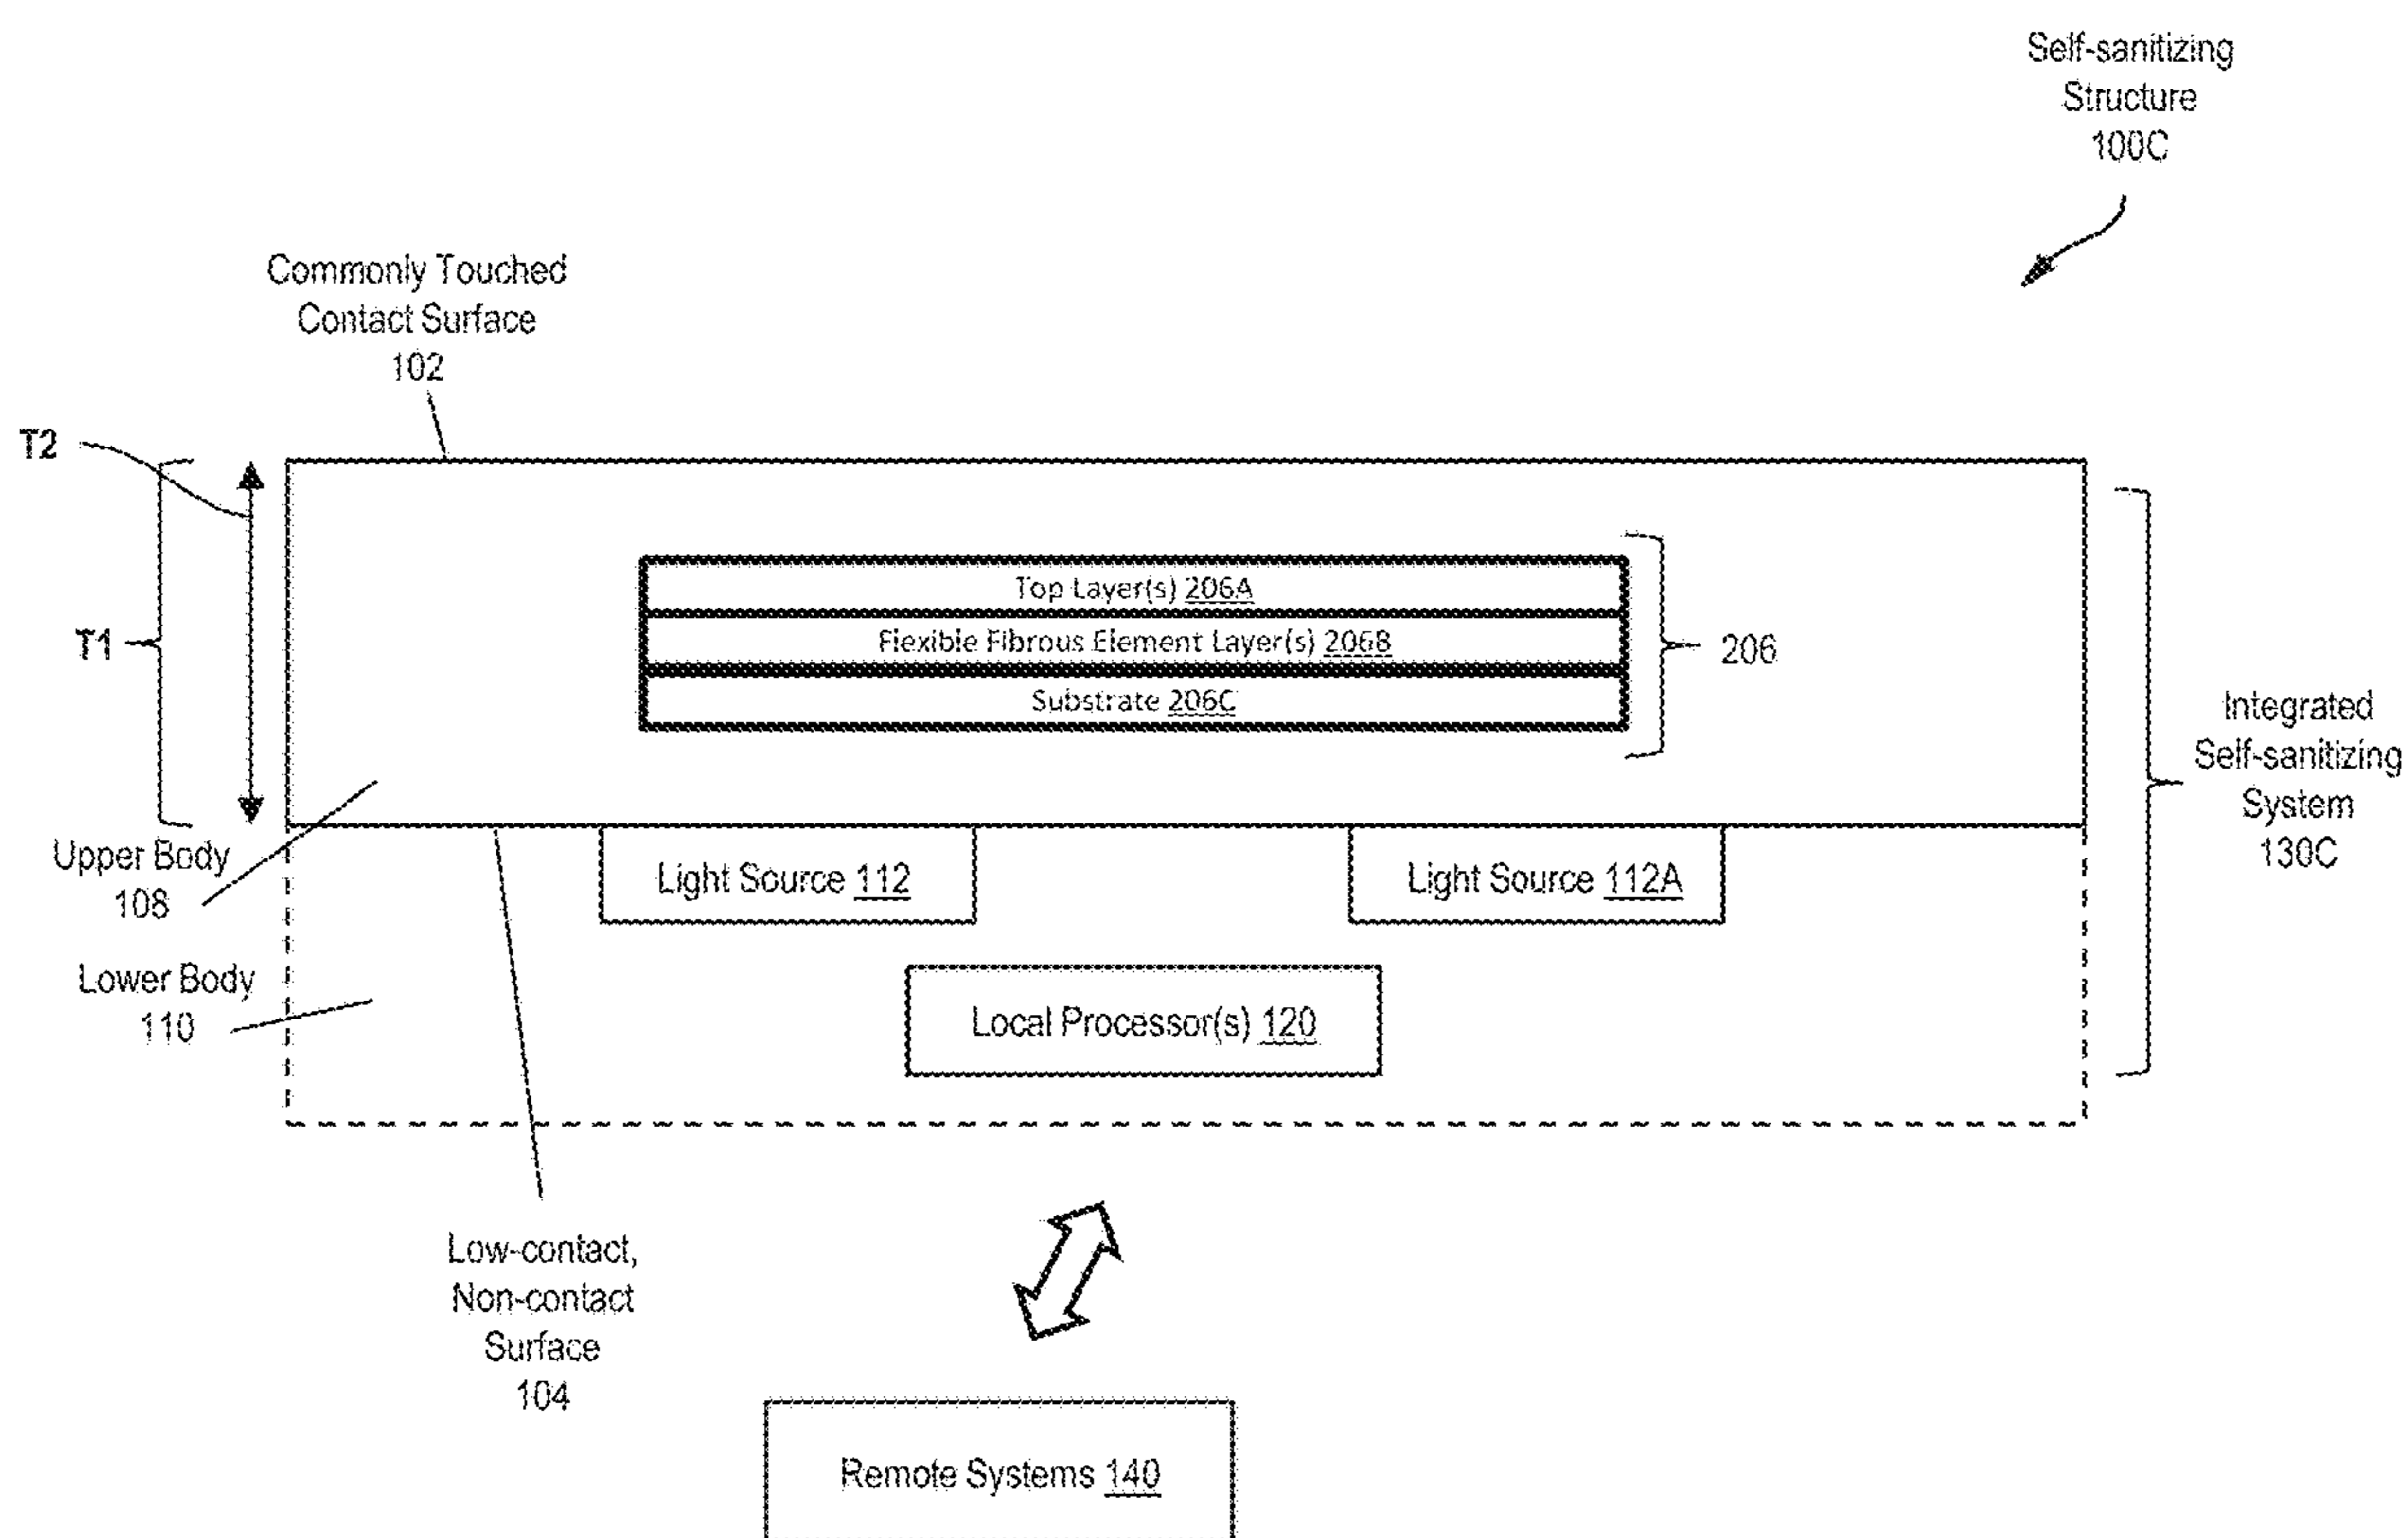 Self-sanitizing
Structure
100C
Commonly Touched
Contact Surface
102
T2
T1
Top Layer(s) 206A
Flexible Fibrous Element Layer(s) 206B
Substrate 206C
206
Integrated
Self-sanitizing
System
130C
Upper Body
108
Light Source 112
Light Source 112A
Lower Body
110
Local Processor(s) 120
Low-contact,
Non-contact
Surface
104
Remote Systems 140